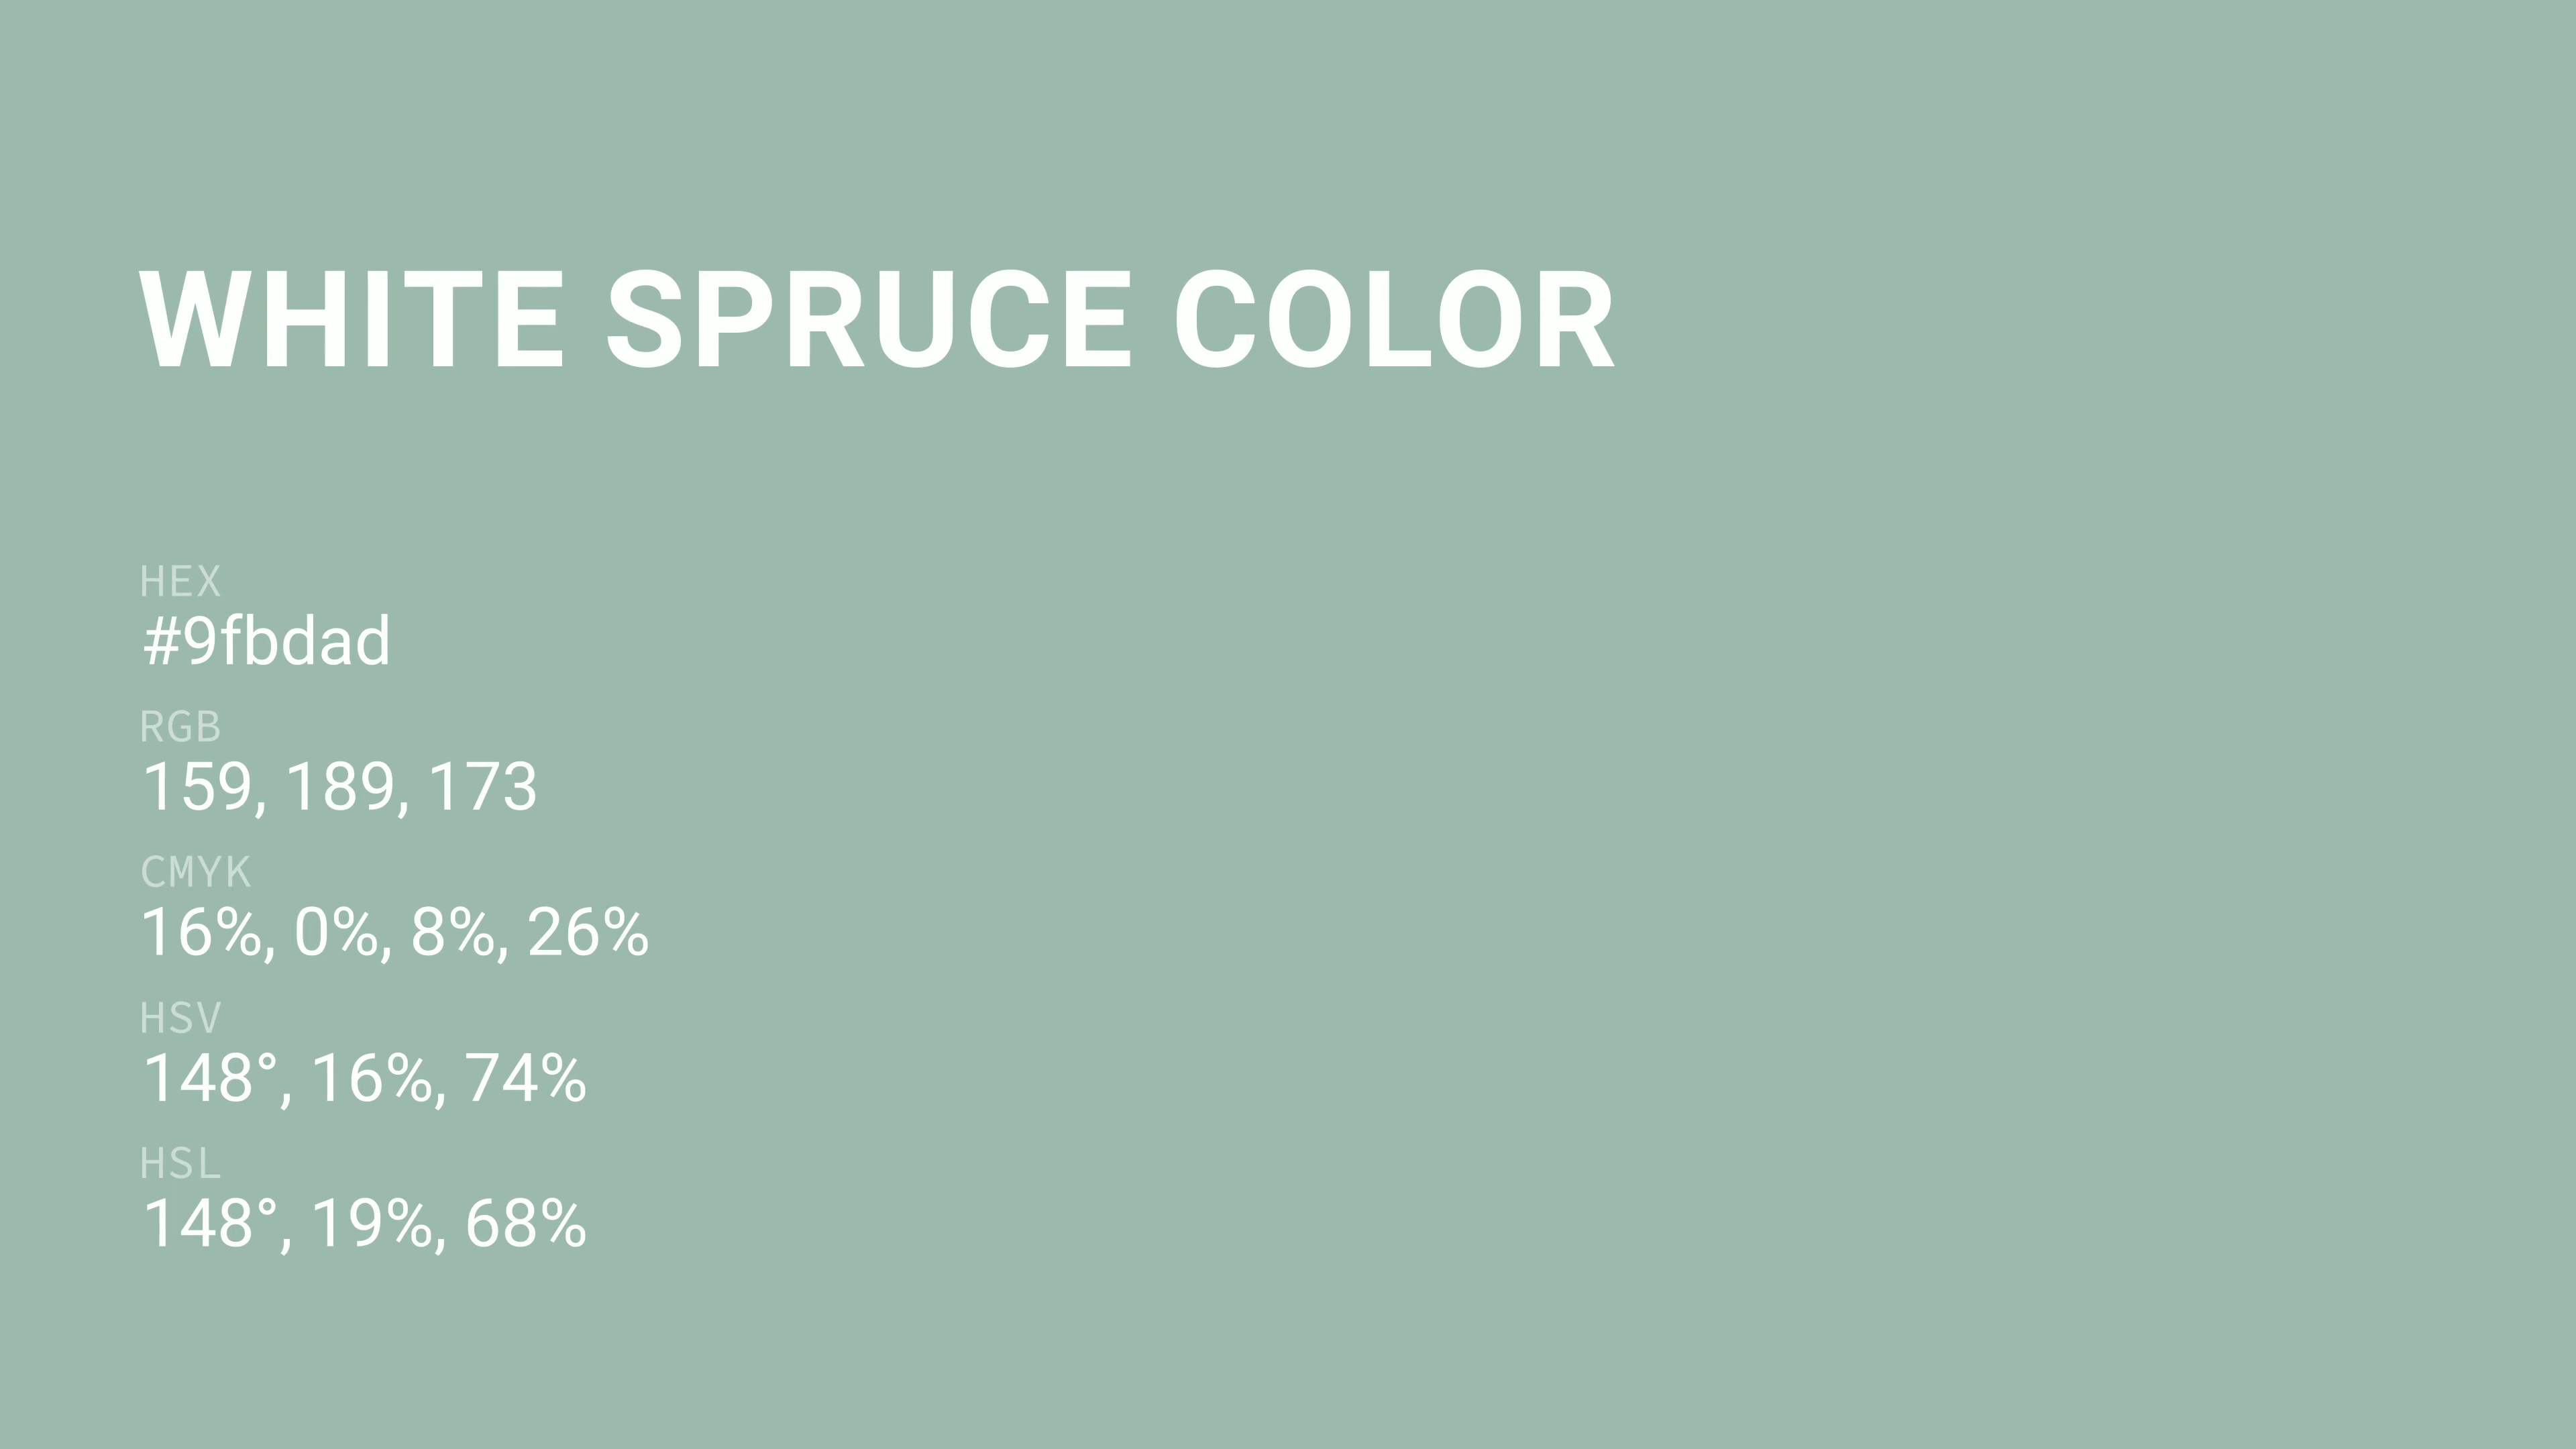 WHITE SPRUCE COLOR
HEX
#9fbdad
RGB
159, 189, 173
CMYK
16%, 0%, 8%, 26%
HSV
148°, 16%, 74%
HSL
148°, 19%, 68%